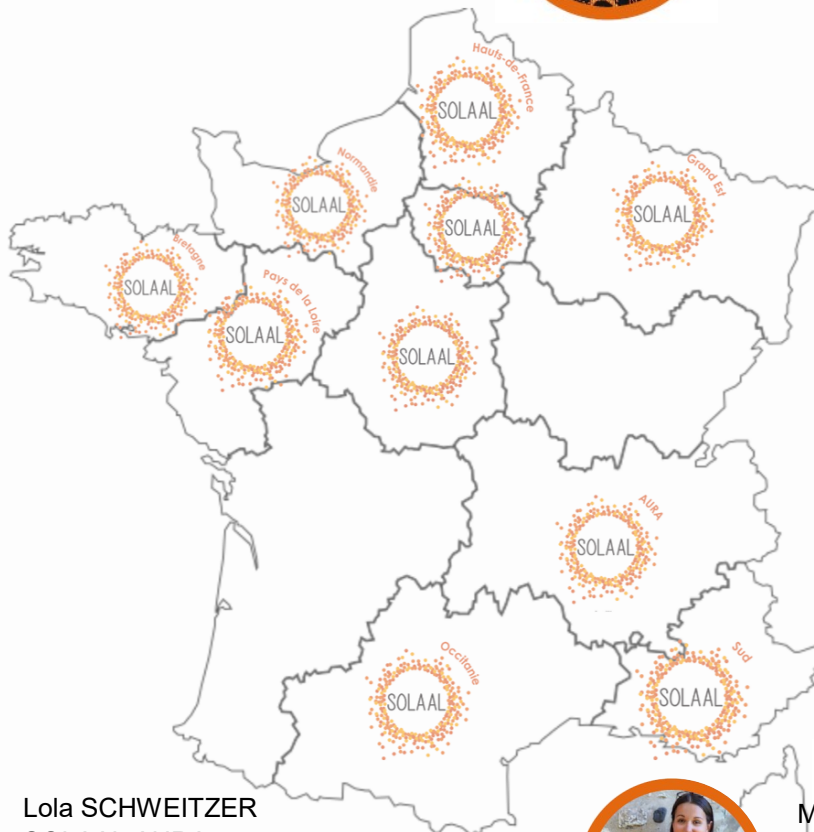 Hauts-de-France
SOLAAL
Normandie
SOLAAL
Grand Est
SOLAAL
SOLAAL
Bretagne
SOLAAL
Pays de la Loire
SOLAAL
SOLAAL
AURA
SOLAAL
Occitanie
SOLAAL
Sud
SOLAAL
Lola SCHWEITZER